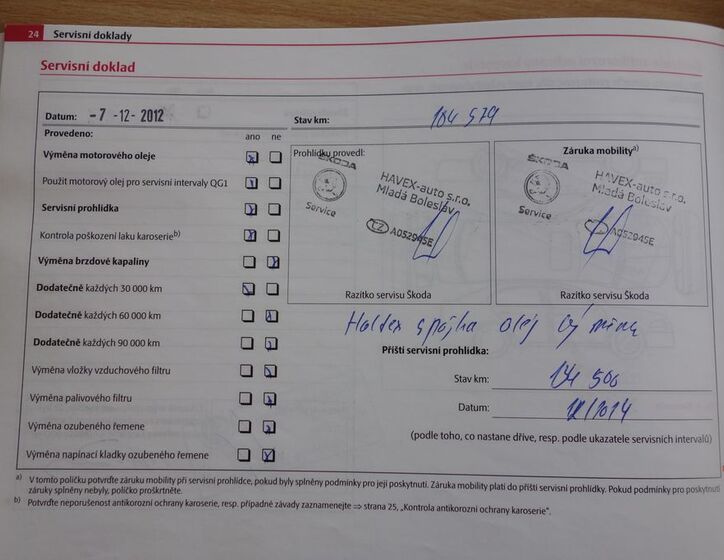 24 Servisní doklady
Servisní doklad
Datum: -7 -12- 2012
Stav km: 104 579
Provedeno: ano ne
Výměna motorového oleje
Použit motorový olej pro servisní intervaly QG1
Servisní prohlídka
Kontrola poškození laku karoserie b)
Výměna brzdové kapaliny
Dodatečně každých 30 000 km
Dodatečně každých 60 000 km
Dodatečně každých 90 000 km
Výměna vložky vzduchového filtru
Výměna palivového filtru
Výměna ozubeného řemene
Výměna napínací kladky ozubeného řemene
Prohlídku provedl:
ŠKODA
Service
HAVEX-auto s.r.o.
Mladá Boleslav
CZ A052945E
Razítko servisu Škoda
Záruka mobility a)
ŠKODA
Service
HAVEX-auto s.r.o.
Mladá Boleslav
CZ A052945E
Razítko servisu Škoda
Haldex spojka olej výměna
Příští servisní prohlídka:
Stav km: 134 500
Datum: 12/2014
(podle toho, co nastane dříve, resp. podle ukazatele servisních intervalů)
a) V tomto políčku potvrďte záruku mobility při servisní prohlídce, pokud byly splněny podmínky pro její poskytnutí. Záruka mobility platí do příští servisní prohlídky. Pokud podmínky pro poskytnutí
záruky splněny nebyly, políčko proškrtněte.
b) Potvrďte neporušenost antikorozní ochrany karoserie, resp. případné závady zaznamenejte ⇒ strana 25, „Kontrola antikorozní ochrany karoserie“.